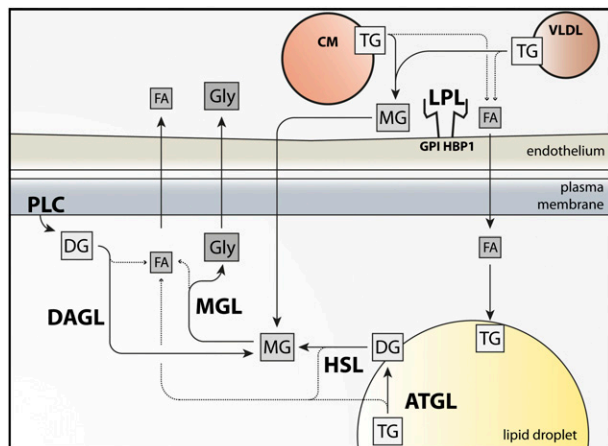 CM
TG
VLDL
TG
FA
Gly
MG
LPL
FA
GPI HBP1
endothelium
plasma
membrane
PLC
DG
FA
Gly
FA
DAGL
MGL
MG
HSL
DG
TG
ATGL
TG
lipid droplet